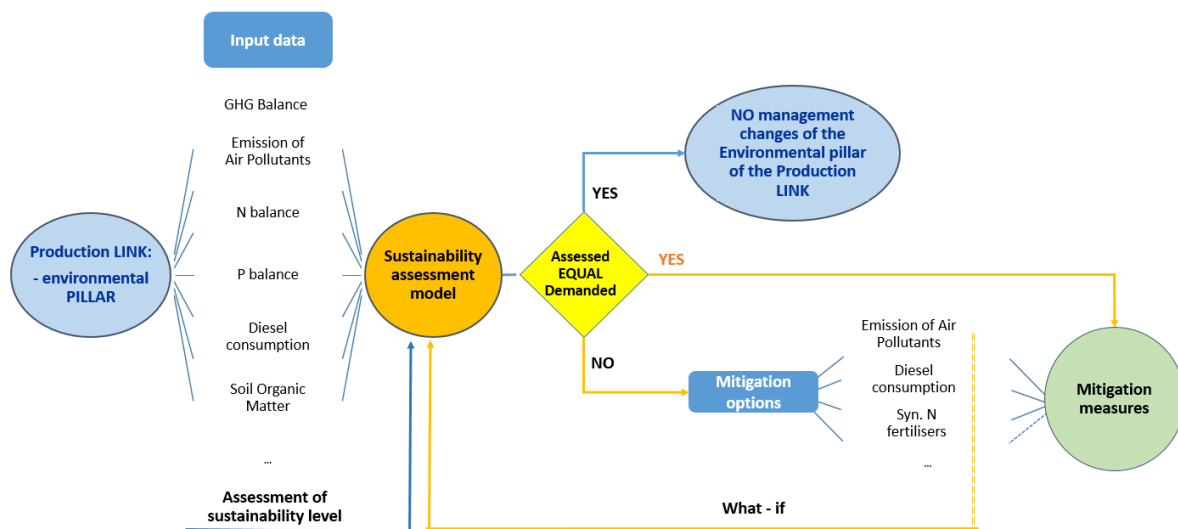 Input data
GHG Balance
Emission of
Air Pollutants
N balance
P balance
Diesel
consumption
Soil Organic
Matter
...
Production LINK:
- environmental
PILLAR
Sustainability
assessment
model
Assessed
EQUAL
Demanded
YES
NO management
changes of the
Environmental pillar
of the Production
LINK
YES
NO
Mitigation
options
Emission of Air
Pollutants
Diesel
consumption
Syn. N
fertilisers
...
Mitigation
measures
Assessment of
sustainability level
What - if